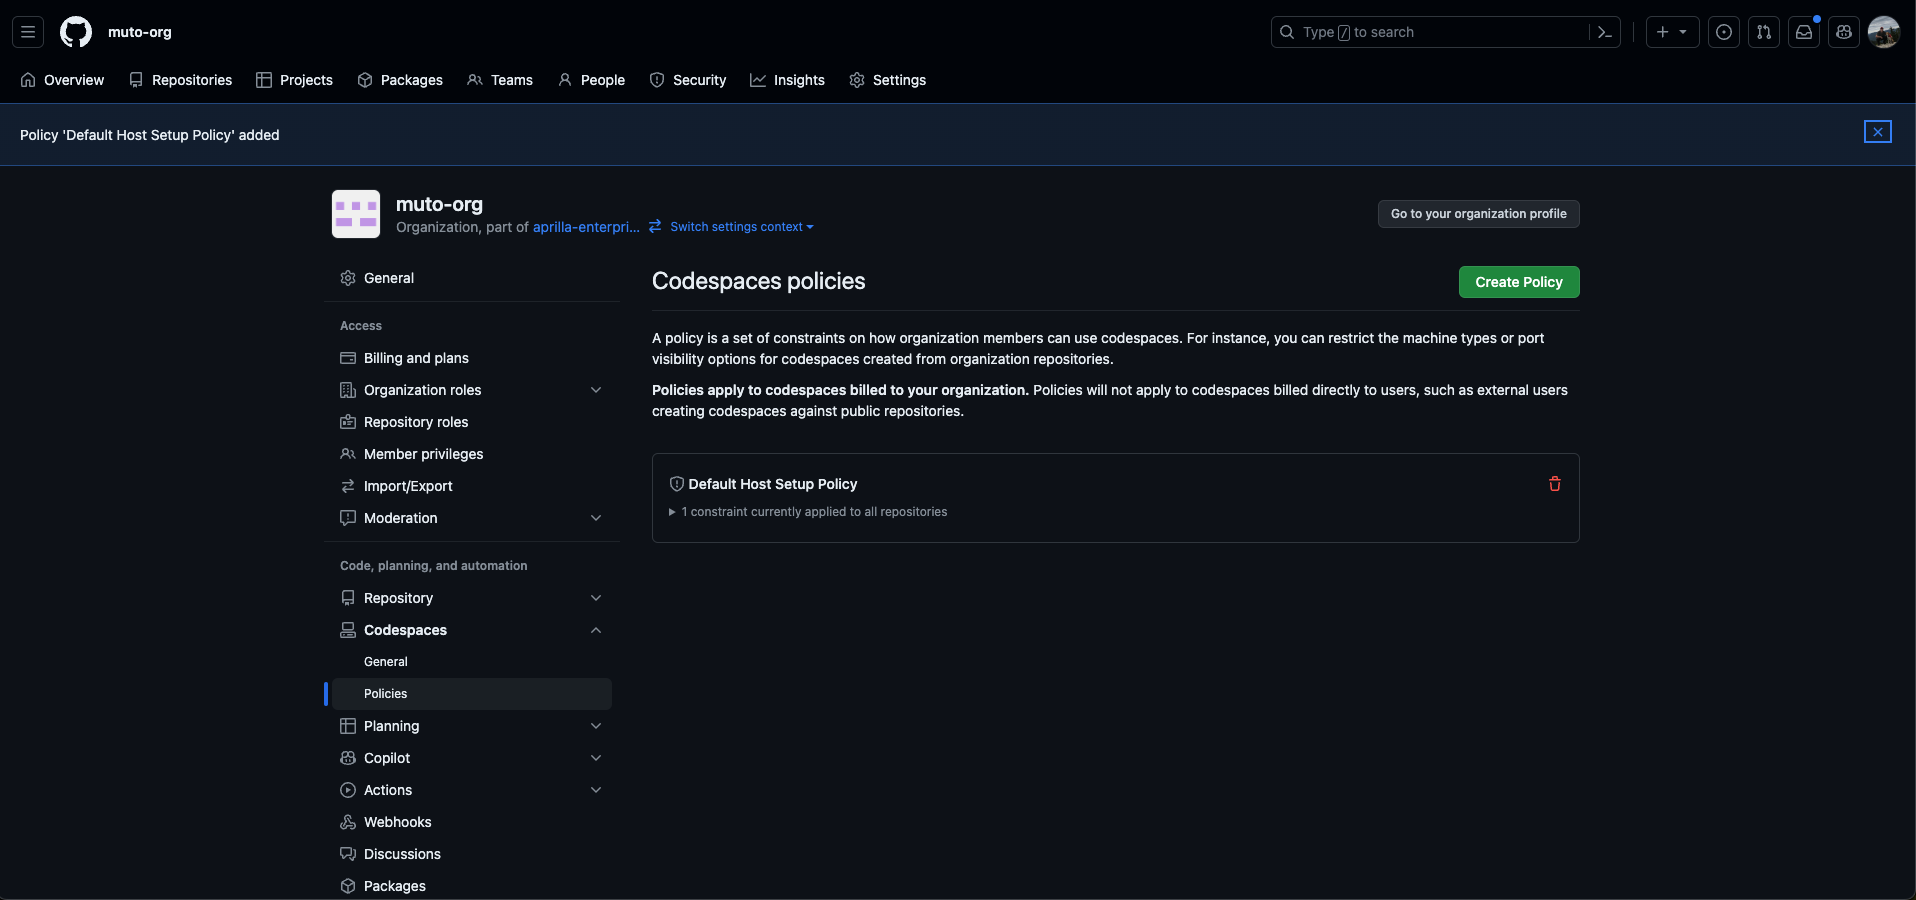 muto-org
Type / to search
Overview
Repositories
Projects
Packages
Teams
People
Security
Insights
Settings
Policy 'Default Host Setup Policy' added
muto-org
Organization, part of aprilla-enterpri...
Switch settings context
Go to your organization profile
General
Access
Billing and plans
Organization roles
Repository roles
Member privileges
Import/Export
Moderation
Code, planning, and automation
Repository
Codespaces
General
Policies
Planning
Copilot
Actions
Webhooks
Discussions
Packages
Codespaces policies
Create Policy
A policy is a set of constraints on how organization members can use codespaces. For instance, you can restrict the machine types or port
visibility options for codespaces created from organization repositories.
Policies apply to codespaces billed to your organization. Policies will not apply to codespaces billed directly to users, such as external users
creating codespaces against public repositories.
Default Host Setup Policy
1 constraint currently applied to all repositories